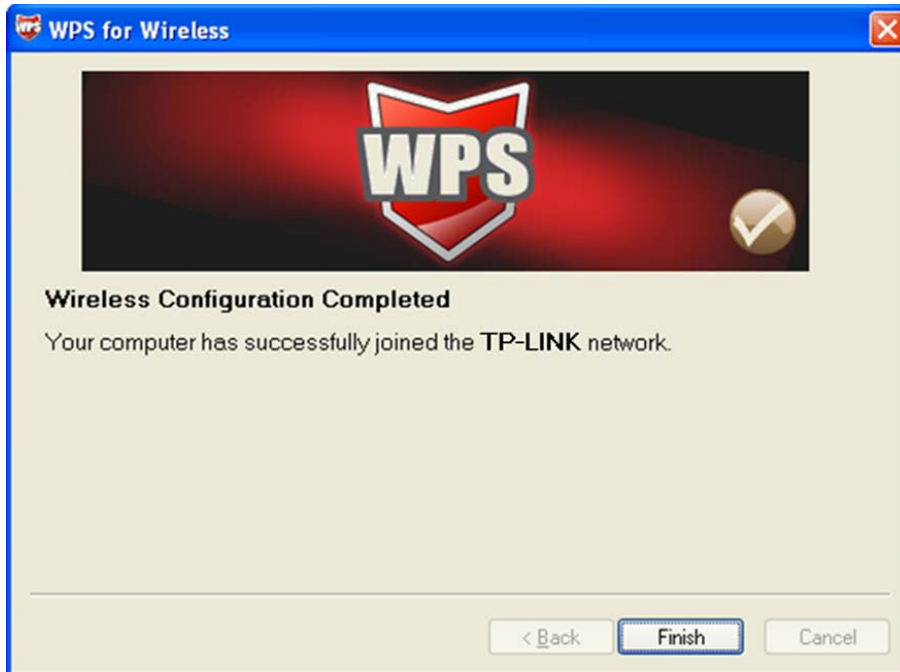 WPS for Wireless
WPS
Wireless Configuration Completed
Your computer has successfully joined the TP-LINK network.
< Back
Finish
Cancel